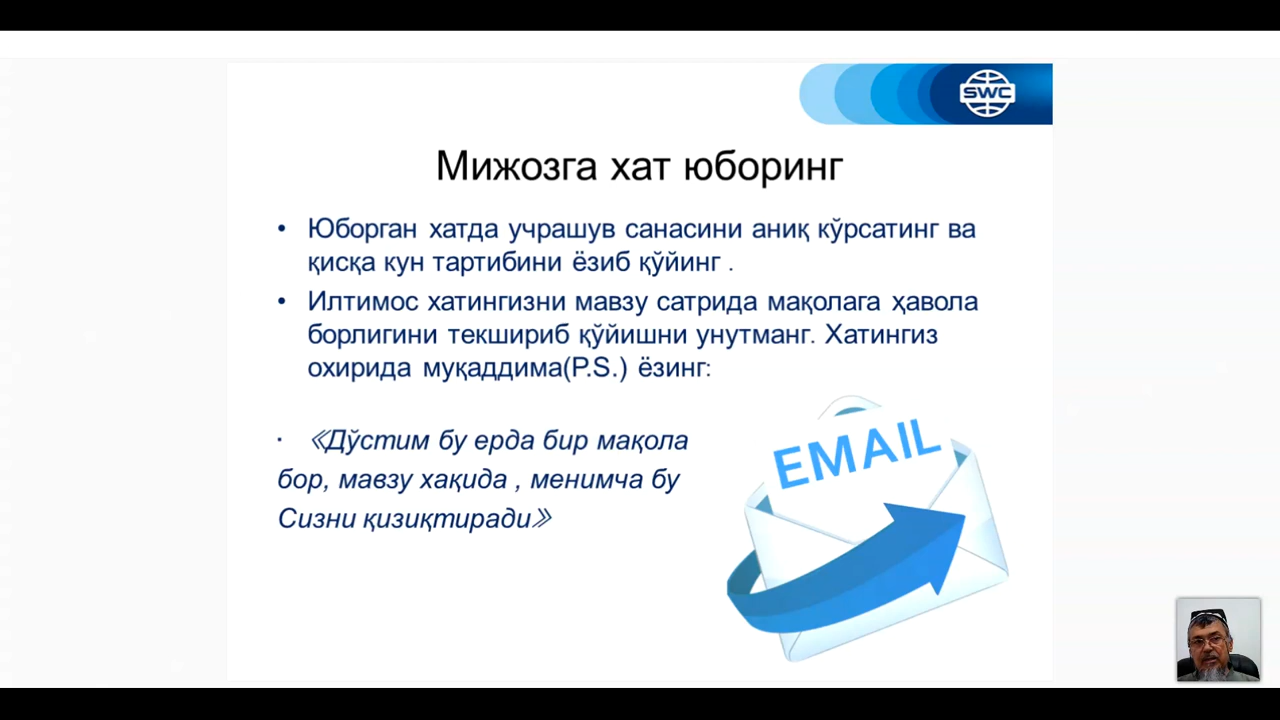 SWC
Мижозга хат юборинг
• Юборган хатда учрашув санасини аниқ кўрсатинг ва
қисқа кун тартибини ёзиб қўйинг .
• Илтимос хатингизни мавзу сатрида мақолага ҳавола
борлигини текшириб қўйишни унутманг. Хатингиз
охирида муқаддима(P.S.) ёзинг:
· 《Дўстим бу ерда бир мақола
бор, мавзу хақида , менимча бу
Сизни қизиқтиради》
EMAIL